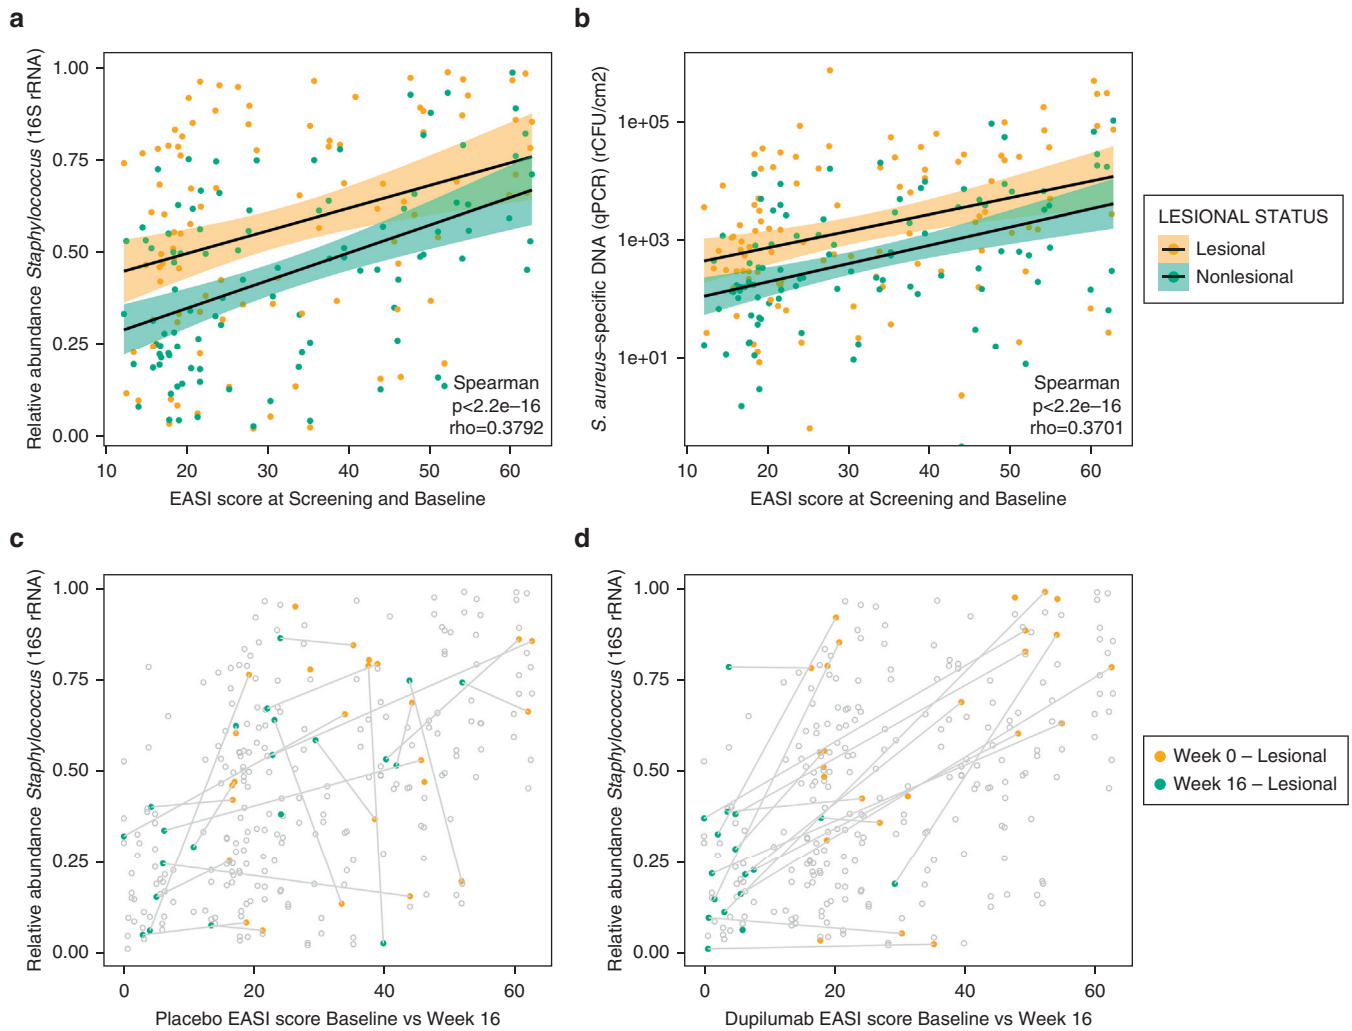 a
Relative abundance Staphylococcus (16S rRNA)
1.00
0.75
0.50
0.25
0.00
10
20
30
40
50
60
EASI score at Screening and Baseline
Spearman
p<2.2e–16
rho=0.3792
b
S. aureus–specific DNA (qPCR) (rCFU/cm2)
1e+05
1e+03
1e+01
10
20
30
40
50
60
EASI score at Screening and Baseline
Spearman
p<2.2e–16
rho=0.3701
LESIONAL STATUS
Lesional
Nonlesional
c
Relative abundance Staphylococcus (16S rRNA)
1.00
0.75
0.50
0.25
0.00
0
20
40
60
Placebo EASI score Baseline vs Week 16
d
Relative abundance Staphylococcus (16S rRNA)
1.00
0.75
0.50
0.25
0.00
0
20
40
60
Dupilumab EASI score Baseline vs Week 16
Week 0 – Lesional
Week 16 – Lesional